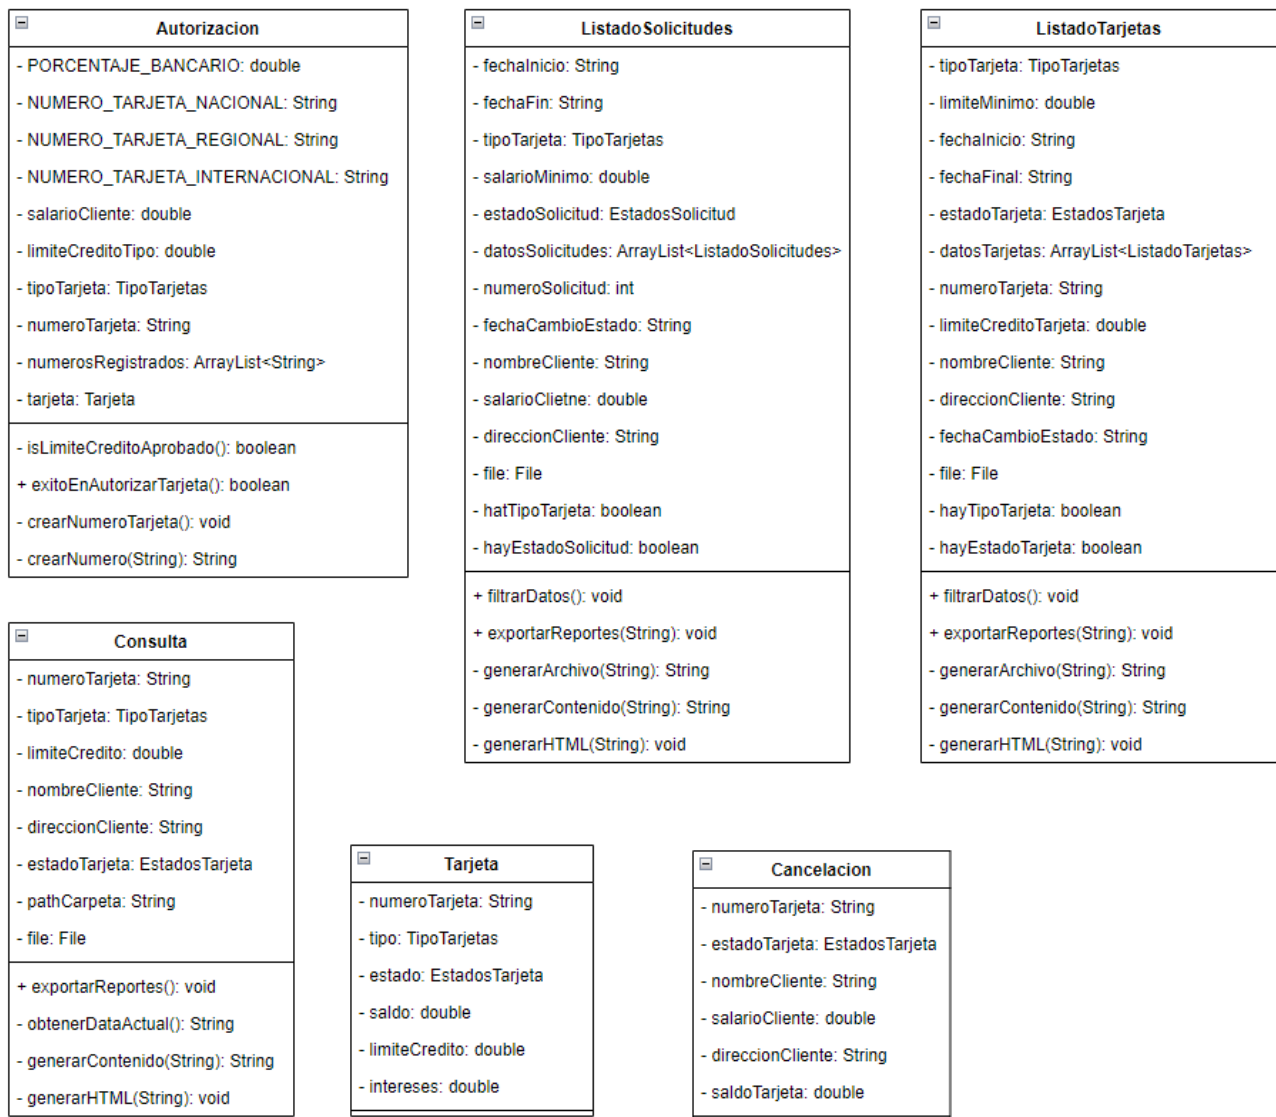 Autorizacion
- PORCENTAJE_BANCARIO: double
- NUMERO_TARJETA_NACIONAL: String
- NUMERO_TARJETA_REGIONAL: String
- NUMERO_TARJETA_INTERNACIONAL: String
- salarioCliente: double
- limiteCreditoTipo: double
- tipoTarjeta: TipoTarjetas
- numeroTarjeta: String
- numerosRegistrados: ArrayList<String>
- tarjeta: Tarjeta
- isLimiteCreditoAprobado(): boolean
+ exitoEnAutorizarTarjeta(): boolean
- crearNumeroTarjeta(): void
- crearNumero(String): String
ListadoSolicitudes
- fechaInicio: String
- fechaFin: String
- tipoTarjeta: TipoTarjetas
- salarioMinimo: double
- estadoSolicitud: EstadosSolicitud
- datosSolicitudes: ArrayList<ListadoSolicitudes>
- numeroSolicitud: int
- fechaCambioEstado: String
- nombreCliente: String
- salarioClietne: double
- direccionCliente: String
- file: File
- hatTipoTarjeta: boolean
- hayEstadoSolicitud: boolean
+ filtrarDatos(): void
+ exportarReportes(String): void
- generarArchivo(String): String
- generarContenido(String): String
- generarHTML(String): void
ListadoTarjetas
- tipoTarjeta: TipoTarjetas
- limiteMinimo: double
- fechaInicio: String
- fechaFinal: String
- estadoTarjeta: EstadosTarjeta
- datosTarjetas: ArrayList<ListadoTarjetas>
- numeroTarjeta: String
- limiteCreditoTarjeta: double
- nombreCliente: String
- direccionCliente: String
- fechaCambioEstado: String
- file: File
- hayTipoTarjeta: boolean
- hayEstadoTarjeta: boolean
+ filtrarDatos(): void
+ exportarReportes(String): void
- generarArchivo(String): String
- generarContenido(String): String
- generarHTML(String): void
Consulta
- numeroTarjeta: String
- tipoTarjeta: TipoTarjetas
- limiteCredito: double
- nombreCliente: String
- direccionCliente: String
- estadoTarjeta: EstadosTarjeta
- pathCarpeta: String
- file: File
+ exportarReportes(): void
- obtenerDataActual(): String
- generarContenido(String): String
- generarHTML(String): void
Tarjeta
- numeroTarjeta: String
- tipo: TipoTarjetas
- estado: EstadosTarjeta
- saldo: double
- limiteCredito: double
- intereses: double
Cancelacion
- numeroTarjeta: String
- estadoTarjeta: EstadosTarjeta
- nombreCliente: String
- salarioCliente: double
- direccionCliente: String
- saldoTarjeta: double